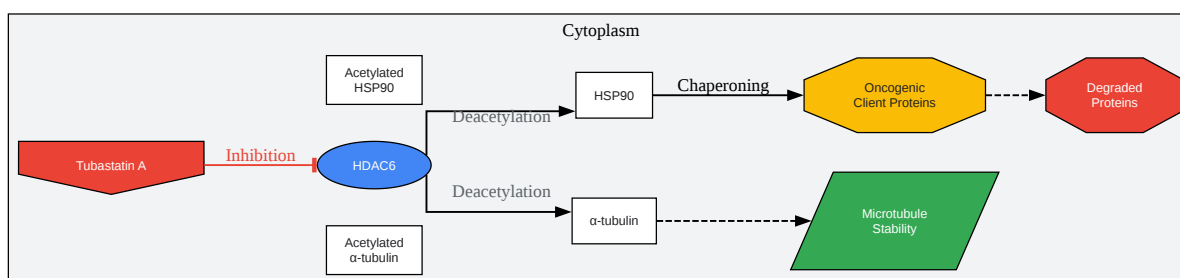 Cytoplasm
Acetylated
HSP90
HSP90
Chaperoning
Oncogenic
Client Proteins
Degraded
Proteins
Deacetylation
Tubastatin A
Inhibition
HDAC6
Deacetylation
α-tubulin
Microtubule
Stability
Acetylated
α-tubulin